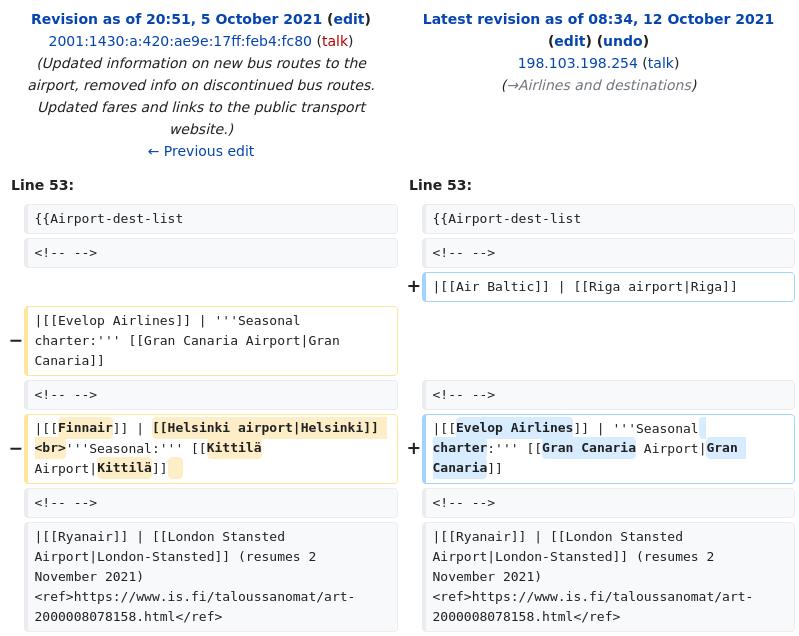 Revision as of 20:51, 5 October 2021 (edit)
2001:1430:a:420:ae9e:17ff:feb4:fc80 (talk)
(Updated information on new bus routes to the
airport, removed info on discontinued bus routes.
Updated fares and links to the public transport
website.)
← Previous edit
Latest revision as of 08:34, 12 October 2021
(edit) (undo)
198.103.198.254 (talk)
(→Airlines and destinations)
Line 53:
Line 53:
{{Airport-dest-list
{{Airport-dest-list
<!-- -->
<!-- -->
+ |[[Air Baltic]] | [[Riga airport|Riga]]
− |[[Evelop Airlines]] | '''Seasonal
charter:''' [[Gran Canaria Airport|Gran
Canaria]]
<!-- -->
<!-- -->
− |[[Finnair]] | [[Helsinki airport|Helsinki]]
<br>'''Seasonal:''' [[Kittilä
Airport|Kittilä]]
+ |[[Evelop Airlines]] | '''Seasonal
charter:''' [[Gran Canaria Airport|Gran
Canaria]]
<!-- -->
<!-- -->
|[[Ryanair]] | [[London Stansted
Airport|London-Stansted]] (resumes 2
November 2021)
<ref>https://www.is.fi/taloussanomat/art-
2000008078158.html</ref>
|[[Ryanair]] | [[London Stansted
Airport|London-Stansted]] (resumes 2
November 2021)
<ref>https://www.is.fi/taloussanomat/art-
2000008078158.html</ref>